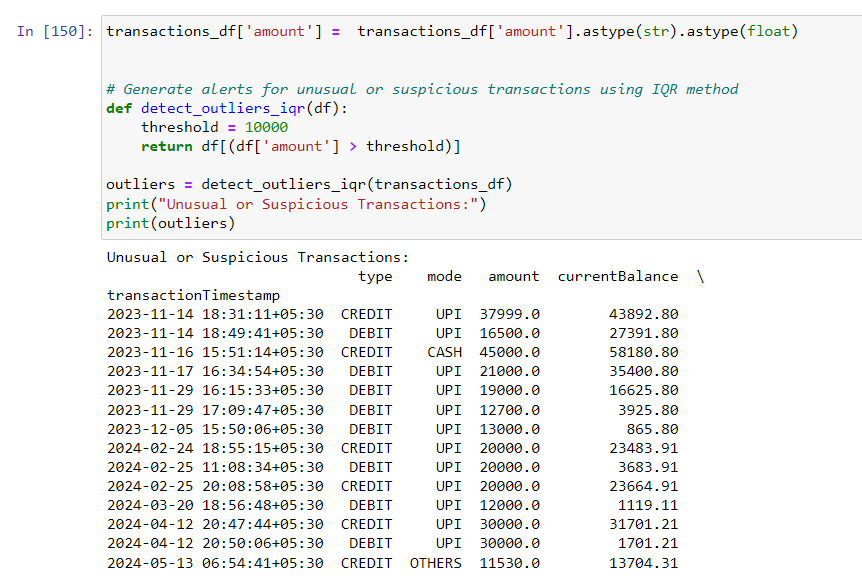 In [150]: transactions_df['amount'] =  transactions_df['amount'].astype(str).astype(float)
# Generate alerts for unusual or suspicious transactions using IQR method
def detect_outliers_iqr(df):
    threshold = 10000
    return df[(df['amount'] > threshold)]
outliers = detect_outliers_iqr(transactions_df)
print("Unusual or Suspicious Transactions:")
print(outliers)
Unusual or Suspicious Transactions:
type    mode   amount  currentBalance  \
transactionTimestamp
2023-11-14 18:31:11+05:30  CREDIT     UPI  37999.0        43892.80
2023-11-14 18:49:41+05:30   DEBIT     UPI  16500.0        27391.80
2023-11-16 15:51:14+05:30  CREDIT    CASH  45000.0        58180.80
2023-11-17 16:34:54+05:30   DEBIT     UPI  21000.0        35400.80
2023-11-29 16:15:33+05:30   DEBIT     UPI  19000.0        16625.80
2023-11-29 17:09:47+05:30   DEBIT     UPI  12700.0         3925.80
2023-12-05 15:50:06+05:30   DEBIT     UPI  13000.0          865.80
2024-02-24 18:55:15+05:30  CREDIT     UPI  20000.0        23483.91
2024-02-25 11:08:34+05:30   DEBIT     UPI  20000.0         3683.91
2024-02-25 20:08:58+05:30  CREDIT     UPI  20000.0        23664.91
2024-03-20 18:56:48+05:30   DEBIT     UPI  12000.0         1119.11
2024-04-12 20:47:44+05:30  CREDIT     UPI  30000.0        31701.21
2024-04-12 20:50:06+05:30   DEBIT     UPI  30000.0         1701.21
2024-05-13 06:54:41+05:30  CREDIT  OTHERS  11530.0        13704.31